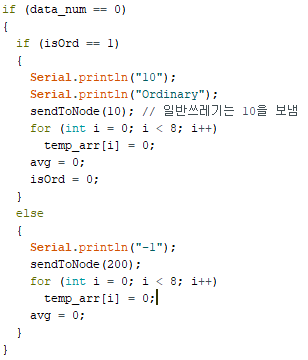 if (data_num == 0)
{
  if (isOrd == 1)
  {
    Serial.println("10");
    Serial.println("Ordinary");
    sendToNode(10); // 일반쓰레기는 10을 보냄
    for (int i = 0; i < 8; i++)
      temp_arr[i] = 0;
    avg = 0;
    isOrd = 0;
  }
  else
  {
    Serial.println("-1");
    sendToNode(200);
    for (int i = 0; i < 8; i++)
      temp_arr[i] = 0;
    avg = 0;
  }
}